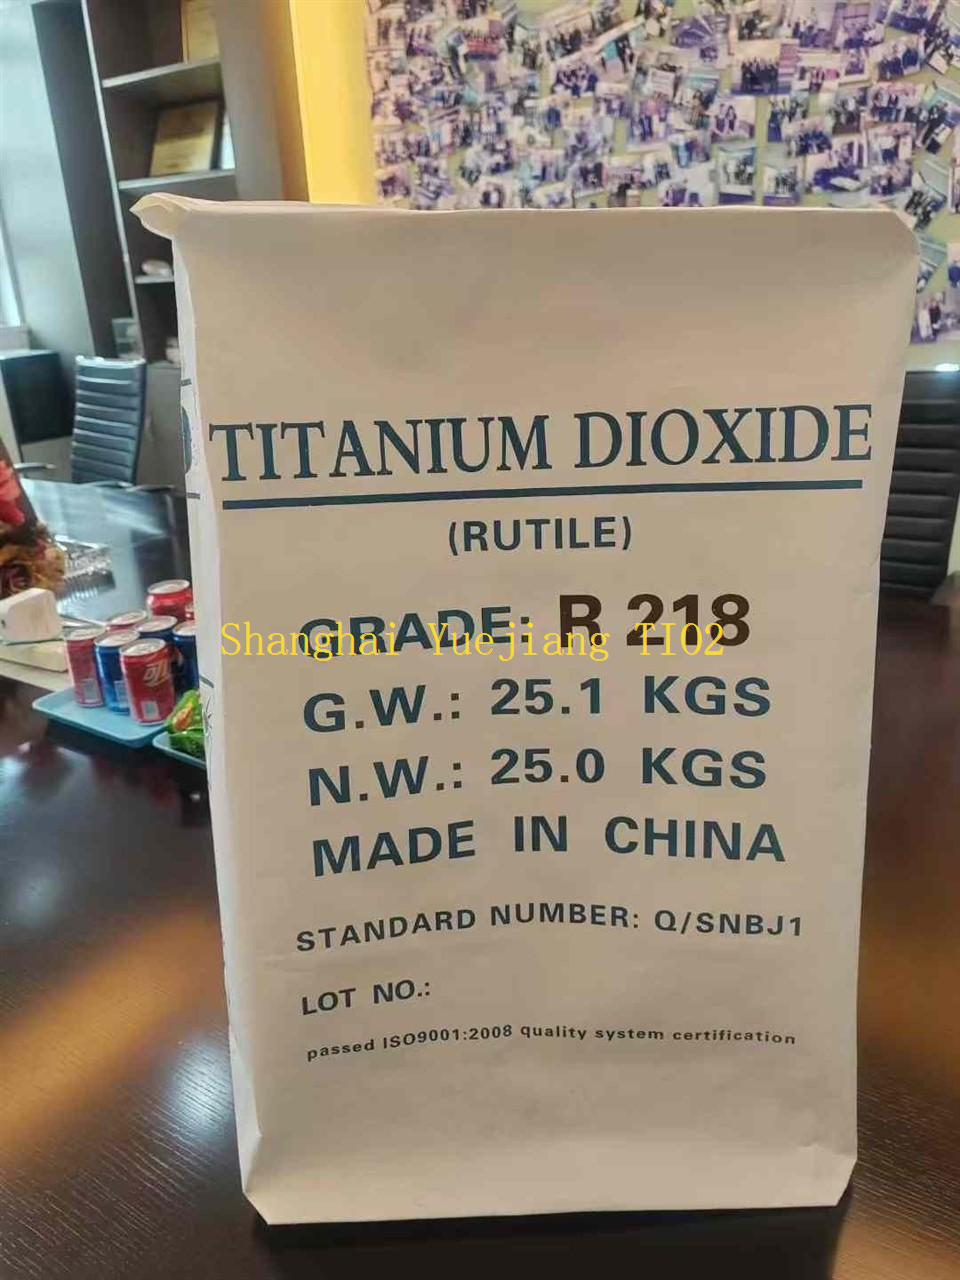 TITANIUM DIOXIDE
(RUTILE)
GRADE: R 218
Shanghai Yuejiang TIO2
G.W.: 25.1 KGS
N.W.: 25.0 KGS
MADE IN CHINA
STANDARD NUMBER: Q/SNBJ1
LOT NO.:
passed ISO9001:2008 quality system certification